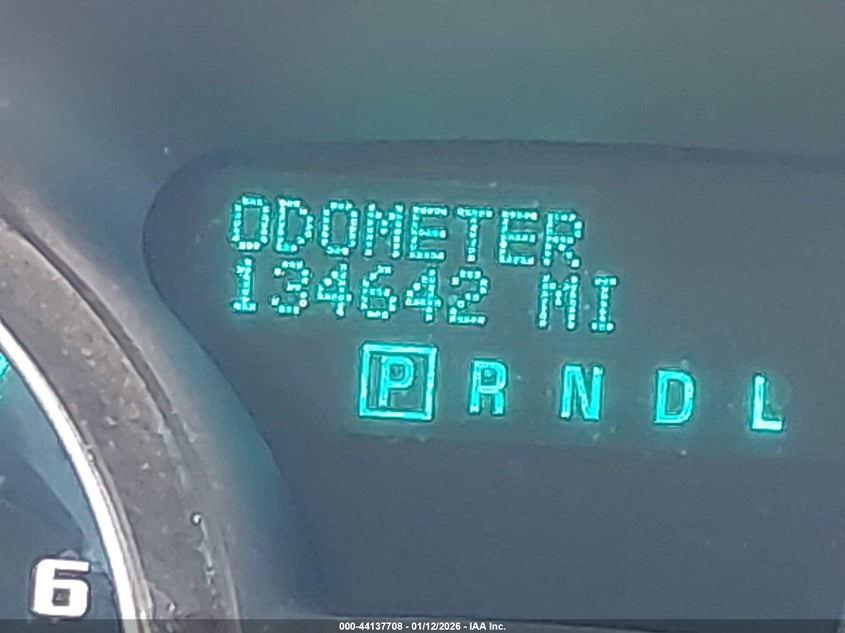 ODOMETER
134642 MI
P R N D L
6
000-44137708 - 01/12/2026 - IAA Inc.